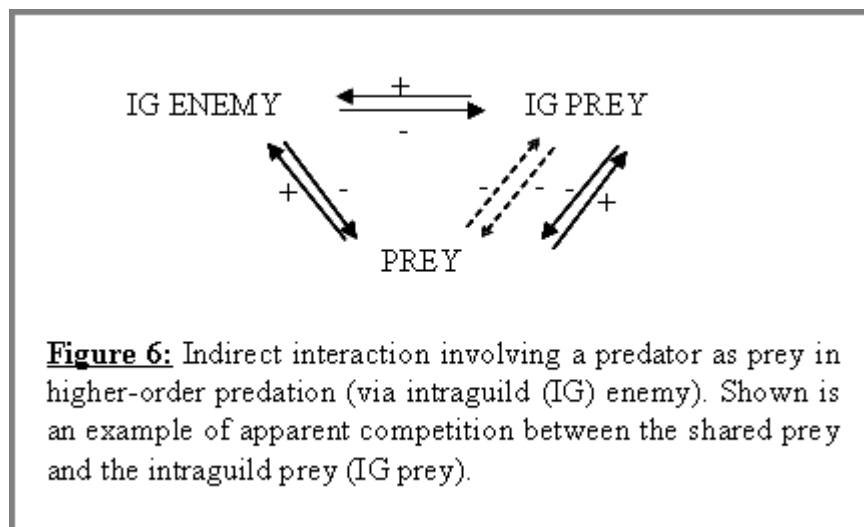 +
IG ENEMY IG PREY
-
+ - - - - +
PREY
Figure 6: Indirect interaction involving a predator as prey in
higher-order predation (via intraguild (IG) enemy). Shown is
an example of apparent competition between the shared prey
and the intraguild prey (IG prey).